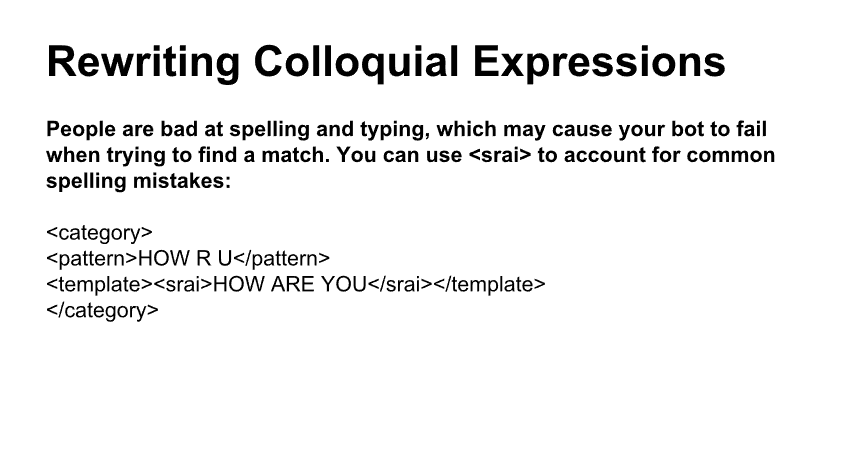 Rewriting Colloquial Expressions
People are bad at spelling and typing, which may cause your bot to fail
when trying to find a match. You can use <srai> to account for common
spelling mistakes:
<category>
<pattern>HOW R U</pattern>
<template><srai>HOW ARE YOU</srai></template>
</category>